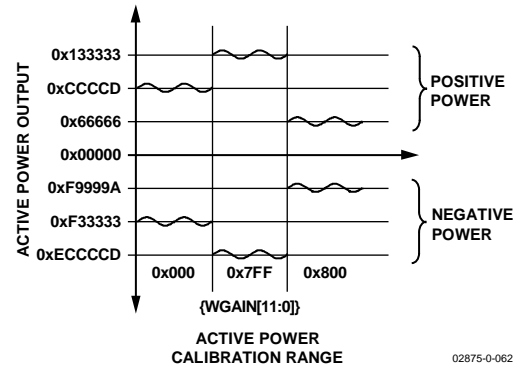 ACTIVE POWER OUTPUT
0x133333
0xCCCCD
0x66666
0x00000
0xF9999A
0xF33333
0xECCCCD
POSITIVE
POWER
NEGATIVE
POWER
0x000 0x7FF 0x800
{WGAIN[11:0]}
ACTIVE POWER
CALIBRATION RANGE
02875-0-062